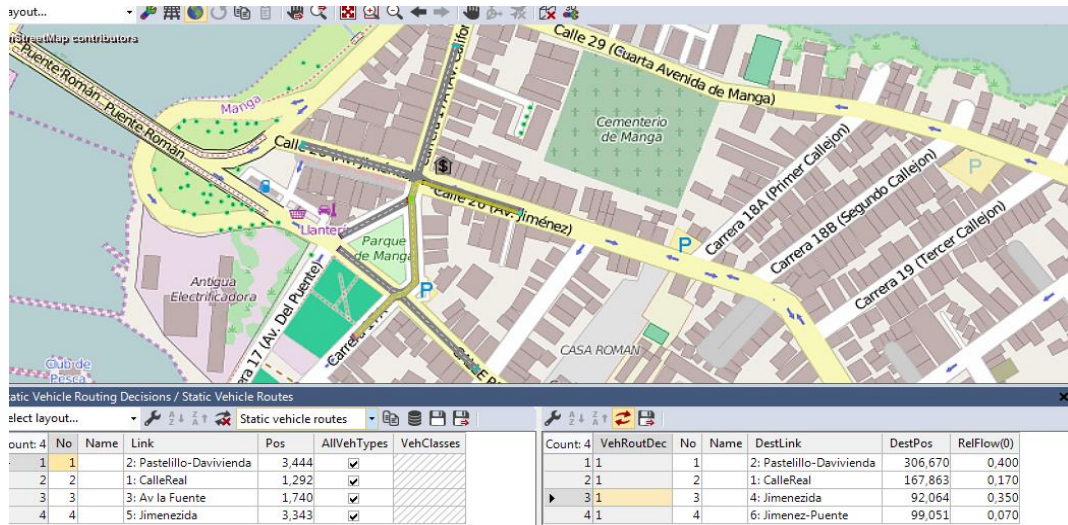 ayout...
nStreetMap contributors
Puente Román - Puente Román
Puente Román
Manga
Calle 29 (Cuarta Avenida de Manga)
Cementerio
de Manga
Calle 26 (Av. Jiménez)
$
Llantería
Parque
de Manga
P
P
P
Antigua
Electrificadora
Carrera 18A (Primer Callejon)
Carrera 18B (Segundo Callejon)
Carrera 19 (Tercer Callejon)
CASA ROMAN
17 (Av. Del Puente)
Club de
Pesca
tatic Vehicle Routing Decisions / Static Vehicle Routes
elect layout... Static vehicle routes
ount: 4 No Name Link Pos AllVehTypes VehClasses
1 1 2: Pastelillo-Davivienda 3,444
2 2 1: CalleReal 1,292
3 3 3: Av la Fuente 1,740
4 4 5: Jimenezida 3,343
Count: 4 VehRoutDec No Name DestLink DestPos RelFlow(0)
1 1 1 2: Pastelillo-Davivienda 306,670 0,400
2 1 2 1: CalleReal 167,863 0,170
3 1 3 4: Jimenezida 92,064 0,350
4 1 4 6: Jimenez-Puente 99,051 0,070